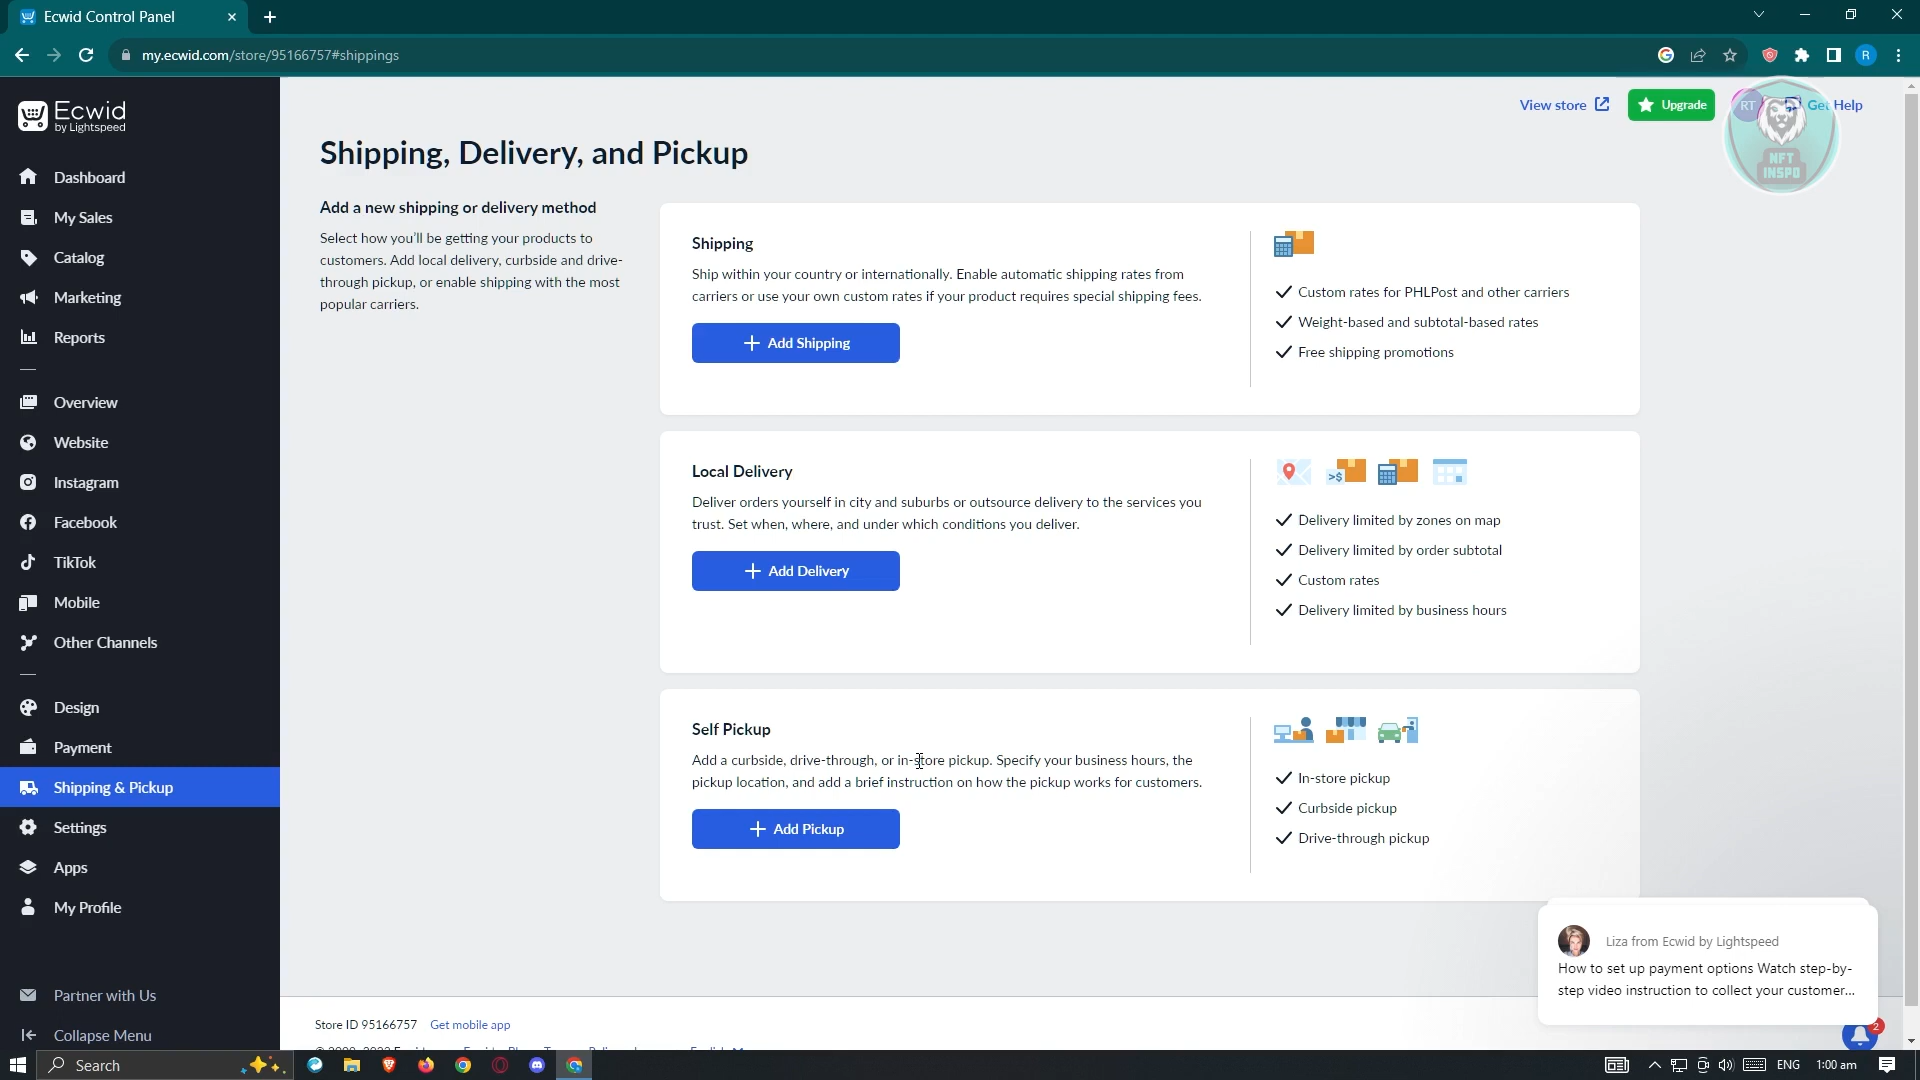 Ecwid Control Panel
my.ecwid.com/store/95166757#shippings
R
Ecwid
by Lightspeed
View store
Upgrade
RT
Get Help
NFT
INSPO
Dashboard
My Sales
Catalog
Marketing
Reports
Overview
Website
Instagram
Facebook
TikTok
Mobile
Other Channels
Design
Payment
Shipping & Pickup
Settings
Apps
My Profile
Partner with Us
Collapse Menu
Shipping, Delivery, and Pickup
Add a new shipping or delivery method
Select how you'll be getting your products to
customers. Add local delivery, curbside and drive-
through pickup, or enable shipping with the most
popular carriers.
Shipping
Ship within your country or internationally. Enable automatic shipping rates from
carriers or use your own custom rates if your product requires special shipping fees.
Add Shipping
Custom rates for PHLPost and other carriers
Weight-based and subtotal-based rates
Free shipping promotions
Local Delivery
Deliver orders yourself in city and suburbs or outsource delivery to the services you
trust. Set when, where, and under which conditions you deliver.
Add Delivery
>$
Delivery limited by zones on map
Delivery limited by order subtotal
Custom rates
Delivery limited by business hours
Self Pickup
Add a curbside, drive-through, or in-store pickup. Specify your business hours, the
pickup location, and add a brief instruction on how the pickup works for customers.
Add Pickup
In-store pickup
Curbside pickup
Drive-through pickup
Liza from Ecwid by Lightspeed
How to set up payment options Watch step-by-
step video instruction to collect your customer...
2
Store ID 95166757 Get mobile app
Search
ENG
1:00 am